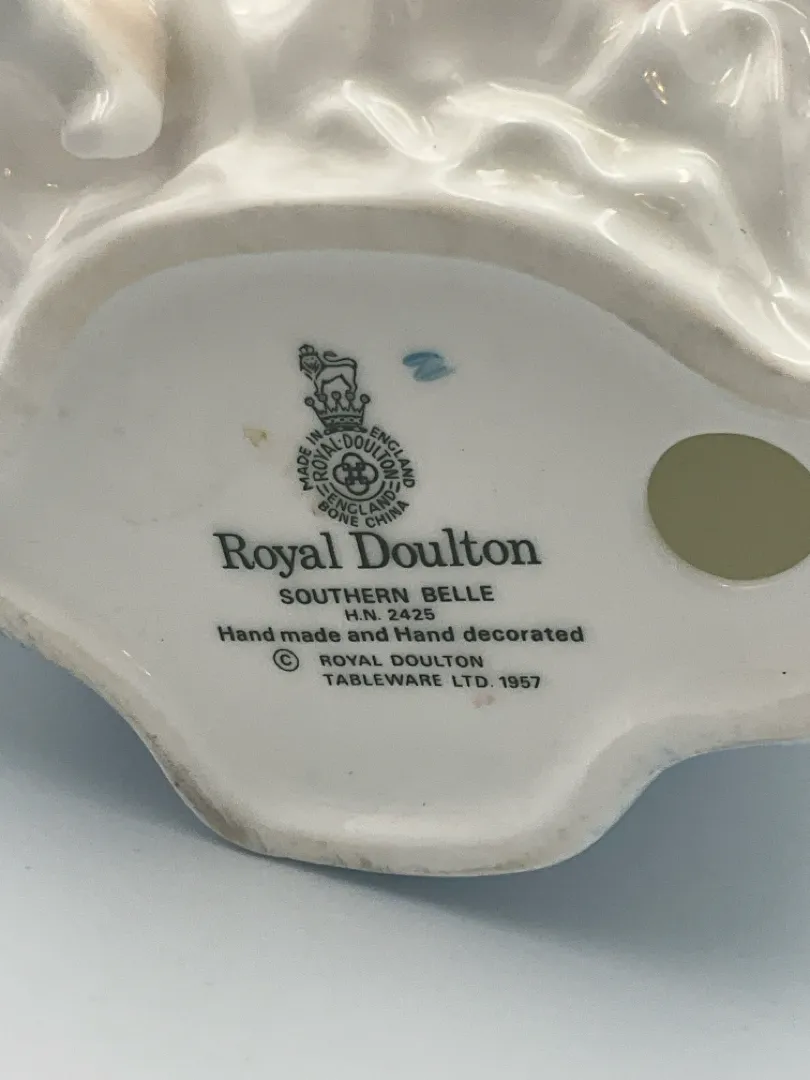 MADE IN ENGLAND
ROYAL·DOULTON
ENGLAND
BONE CHINA
Royal Doulton
SOUTHERN BELLE
H.N. 2425
Hand made and Hand decorated
© ROYAL DOULTON
TABLEWARE LTD. 1957